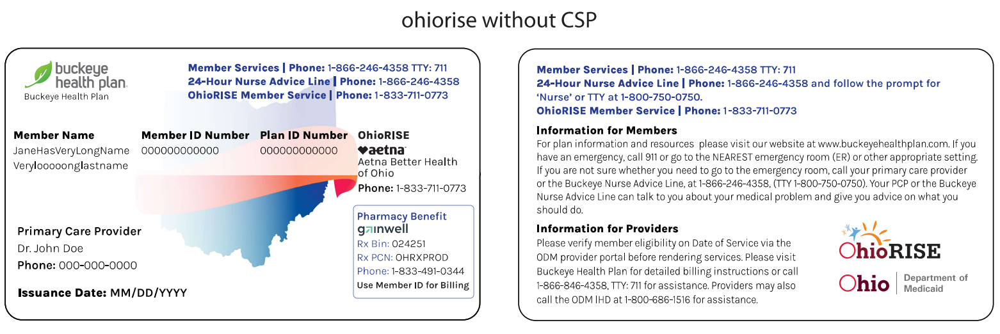 ohiorise without CSP
buckeye
health plan.
Buckeye Health Plan
Member Services | Phone: 1-866-246-4358 TTY: 711
24-Hour Nurse Advice Line | Phone: 1-866-246-4358
OhioRISE Member Service | Phone: 1-833-711-0773
Member Name
JaneHasVeryLongName
Verylooooonglastname
Member ID Number
000000000000
Plan ID Number
000000000000
OhioRISE
aetna
Aetna Better Health
of Ohio
Phone: 1-833-711-0773
Primary Care Provider
Dr. John Doe
Phone: 000-000-0000
Issuance Date: MM/DD/YYYY
Pharmacy Benefit
gainwell
Rx Bin: 024251
Rx PCN: OHRXPROD
Phone: 1-833-491-0344
Use Member ID for Billing
Member Services | Phone: 1-866-246-4358 TTY: 711
24-Hour Nurse Advice Line | Phone: 1-866-246-4358 and follow the prompt for
‘Nurse’ or TTY at 1-800-750-0750.
OhioRISE Member Service | Phone: 1-833-711-0773
Information for Members
For plan information and resources please visit our website at www.buckeyehealthplan.com. If you
have an emergency, call 911 or go to the NEAREST emergency room (ER) or other appropriate setting.
If you are not sure whether you need to go to the emergency room, call your primary care provider
or the Buckeye Nurse Advice Line, at 1-866-246-4358, (TTY 1-800-750-0750). Your PCP or the Buckeye
Nurse Advice Line can talk to you about your medical problem and give you advice on what you
should do.
Information for Providers
Please verify member eligibility on Date of Service via the
ODM provider portal before rendering services. Please visit
Buckeye Health Plan for detailed billing instructions or call
1-866-846-4358, TTY: 711 for assistance. Providers may also
call the ODM IHD at 1-800-686-1516 for assistance.
OhioRISE
Ohio
Department of
Medicaid